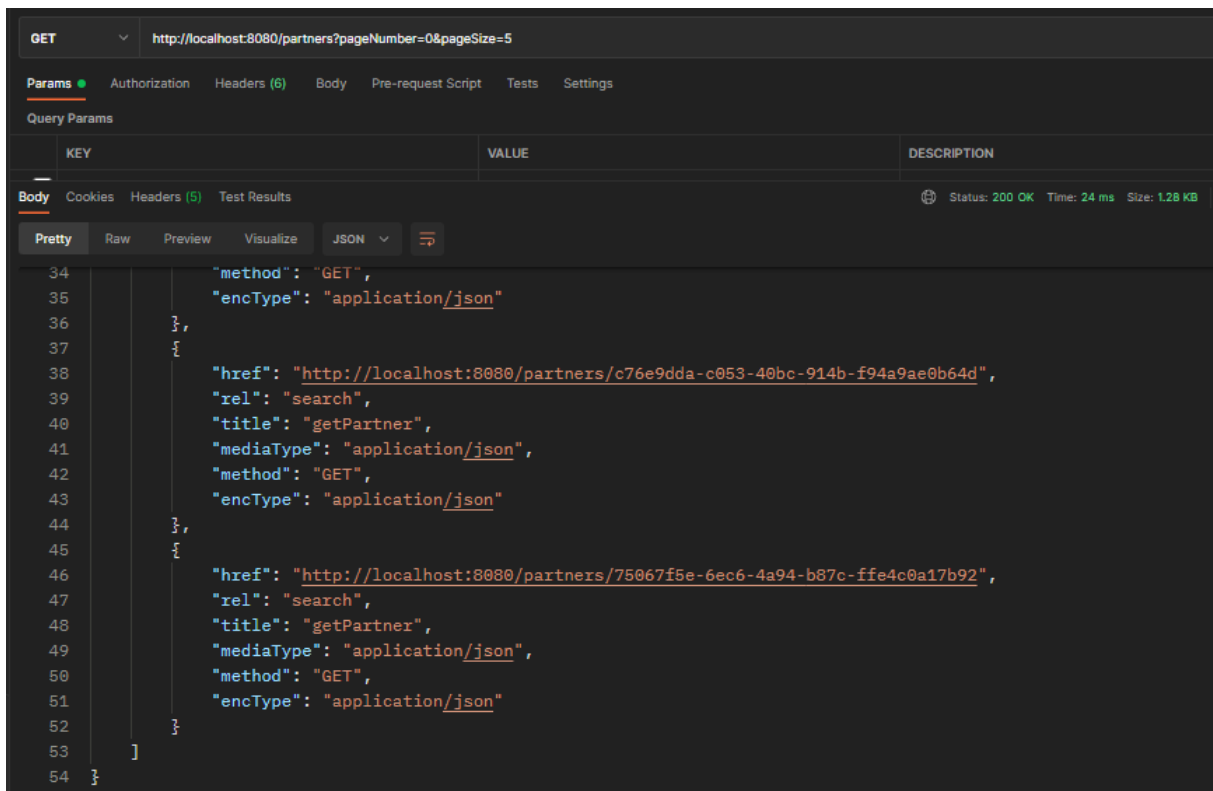 GET http://localhost:8080/partners?pageNumber=0&pageSize=5
Params Authorization Headers (6) Body Pre-request Script Tests Settings
Query Params
KEY VALUE DESCRIPTION
Body Cookies Headers (5) Test Results Status: 200 OK Time: 24 ms Size: 1.28 KB
Pretty Raw Preview Visualize JSON
34 "method": "GET",
35 "encType": "application/json"
36 },
37 {
38 "href": "http://localhost:8080/partners/c76e9dda-c053-40bc-914b-f94a9ae0b64d",
39 "rel": "search",
40 "title": "getPartner",
41 "mediaType": "application/json",
42 "method": "GET",
43 "encType": "application/json"
44 },
45 {
46 "href": "http://localhost:8080/partners/75067f5e-6ec6-4a94-b87c-ffe4c0a17b92",
47 "rel": "search",
48 "title": "getPartner",
49 "mediaType": "application/json",
50 "method": "GET",
51 "encType": "application/json"
52 }
53 ]
54 }